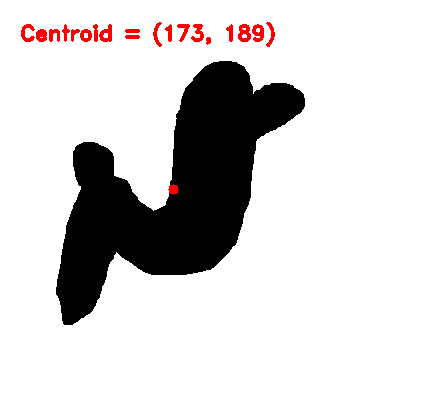 Centroid = (173, 189)